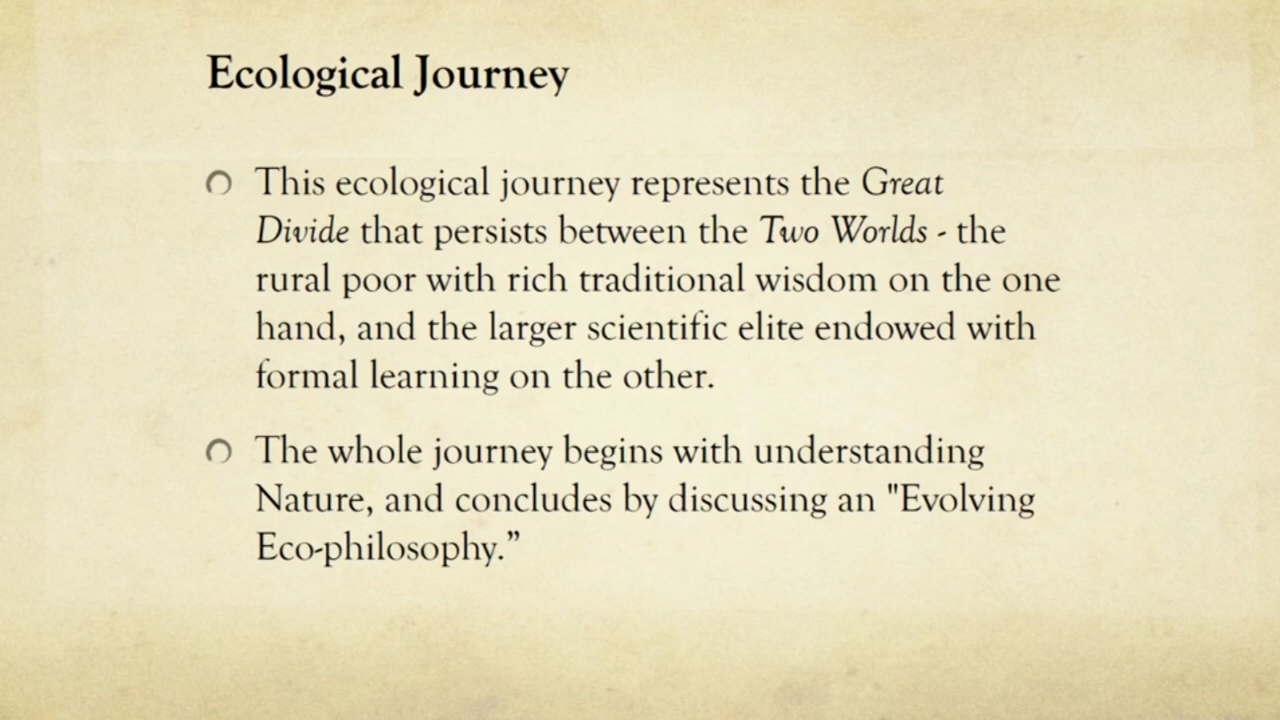 Ecological Journey
This ecological journey represents the Great
Divide that persists between the Two Worlds - the
rural poor with rich traditional wisdom on the one
hand, and the larger scientific elite endowed with
formal learning on the other.
The whole journey begins with understanding
Nature, and concludes by discussing an "Evolving
Eco-philosophy.”